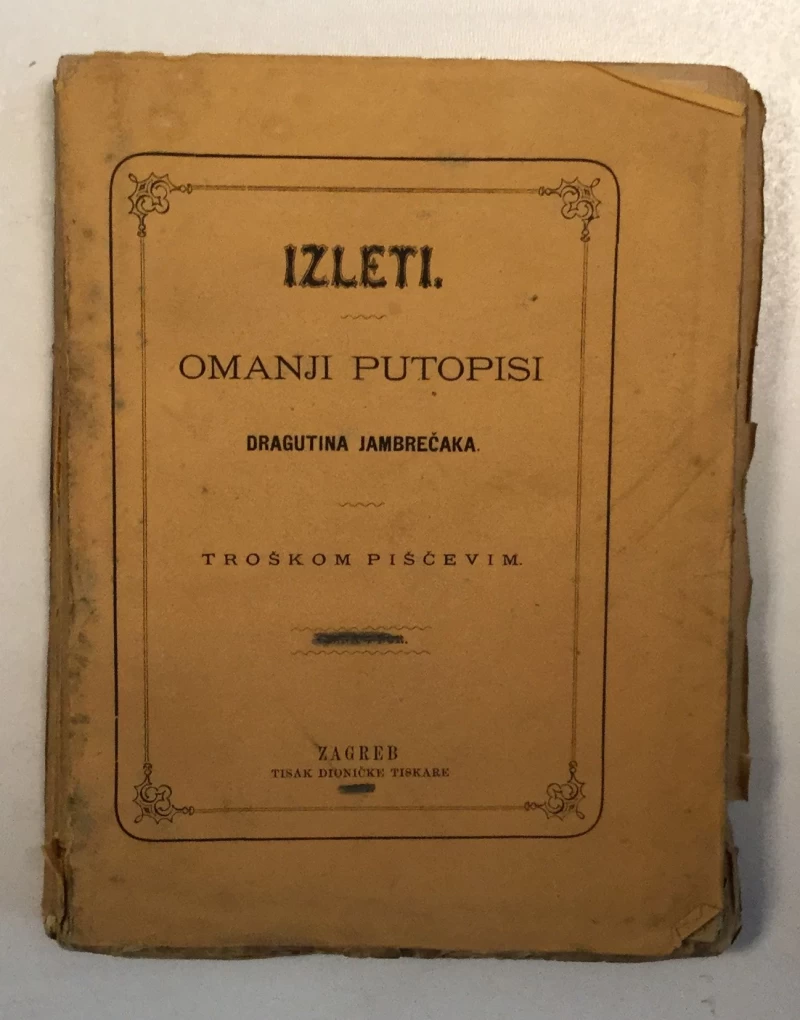 IZLETI.
OMANJI PUTOPISI
DRAGUTINA JAMBREČAKA.
TROŠKOM PIŠČEVIM.
ZAGREB
TISAK DIONIČKE TISKARE